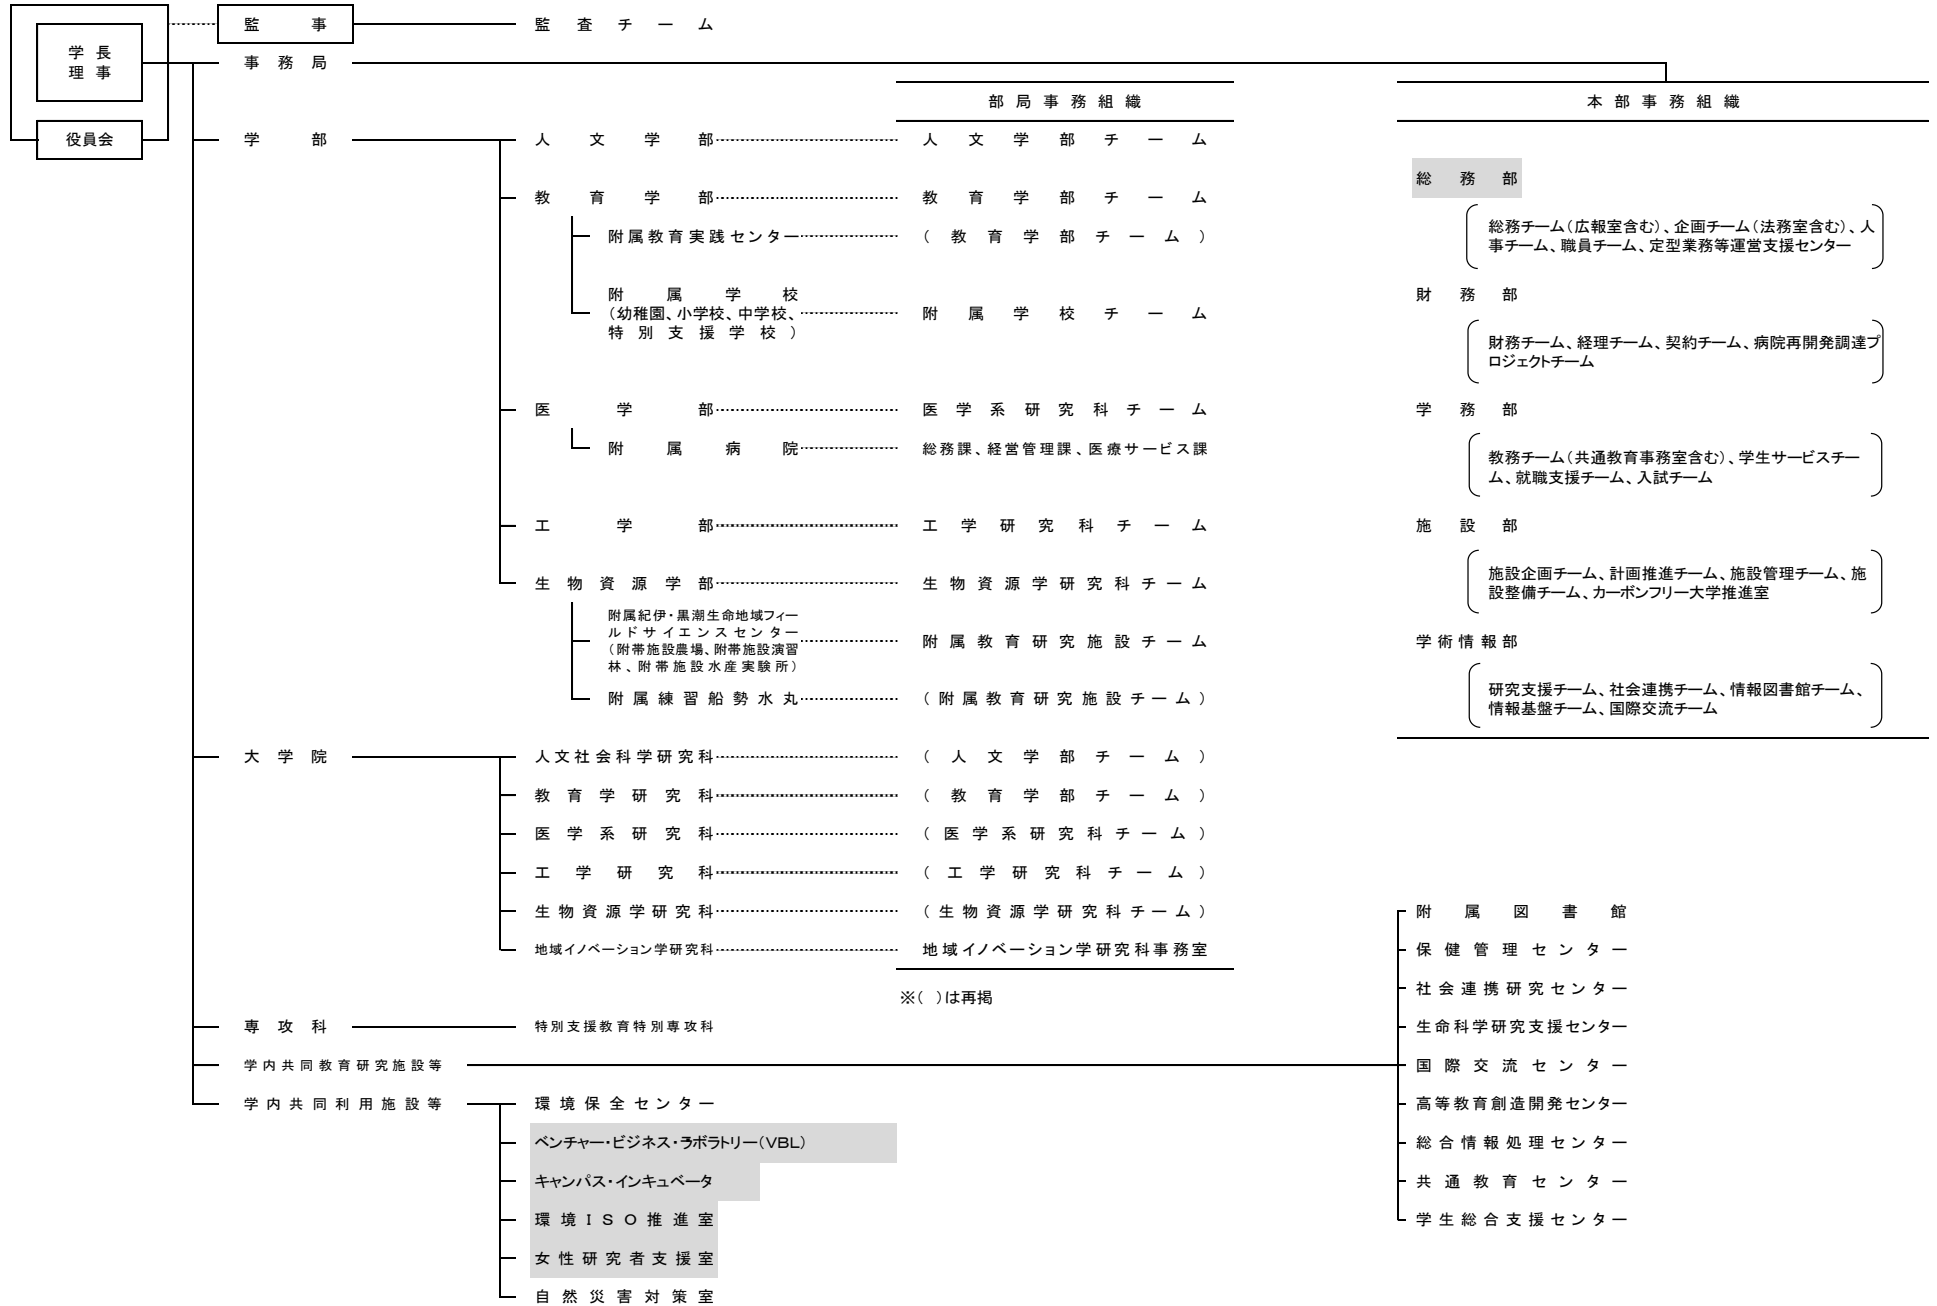 監事
監査チーム
学長
理事
事務局
役員会
部局事務組織
本部事務組織
学部
人文学部
人文学部チーム
教育学部
教育学部チーム
附属教育実践センター
(教育学部チーム)
附属学校
(幼稚園、小学校、中学校、
特別支援学校)
附属学校チーム
医学部
医学系研究科チーム
附属病院
総務課、経営管理課、医療サービス課
工学部
工学研究科チーム
生物資源学部
生物資源学研究科チーム
附属紀伊・黒潮生命地域フィー
ルドサイエンスセンター
(附帯施設農場、附帯施設演習
林、附帯施設水産実験所)
附属教育研究施設チーム
附属練習船勢水丸
(附属教育研究施設チーム)
総務部
総務チーム(広報室含む)、企画チーム(法務室含む)、人
事チーム、職員チーム、定型業務等運営支援センター
財務部
財務チーム、経理チーム、契約チーム、病院再開発調達プ
ロジェクトチーム
学務部
教務チーム(共通教育事務室含む)、学生サービスチー
ム、就職支援チーム、入試チーム
施設部
施設企画チーム、計画推進チーム、施設管理チーム、施
設整備チーム、カーボンフリー大学推進室
学術情報部
研究支援チーム、社会連携チーム、情報図書館チーム、
情報基盤チーム、国際交流チーム
大学院
人文社会科学研究科
(人文学部チーム)
教育学研究科
(教育学部チーム)
医学系研究科
(医学系研究科チーム)
工学研究科
(工学研究科チーム)
生物資源学研究科
(生物資源学研究科チーム)
地域イノベーション学研究科
地域イノベーション学研究科事務室
※( )は再掲
専攻科
特別支援教育特別専攻科
学内共同教育研究施設等
附属図書館
保健管理センター
社会連携研究センター
生命科学研究支援センター
国際交流センター
高等教育創造開発センター
総合情報処理センター
共通教育センター
学生総合支援センター
学内共同利用施設等
環境保全センター
ベンチャー・ビジネス・ラボラトリー(VBL)
キャンパス・インキュベータ
環境ISO推進室
女性研究者支援室
自然災害対策室